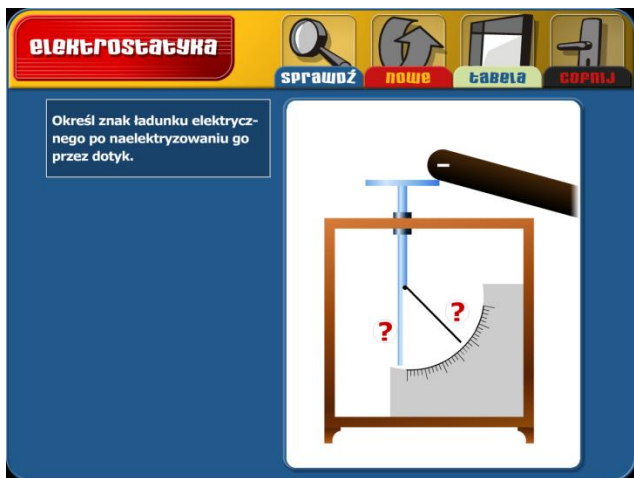 elektrostatyka
sprawdź
nowe
tabela
cofnij
Określ znak ładunku elektrycz-
nego po naelektryzowaniu go
przez dotyk.
-
?
?